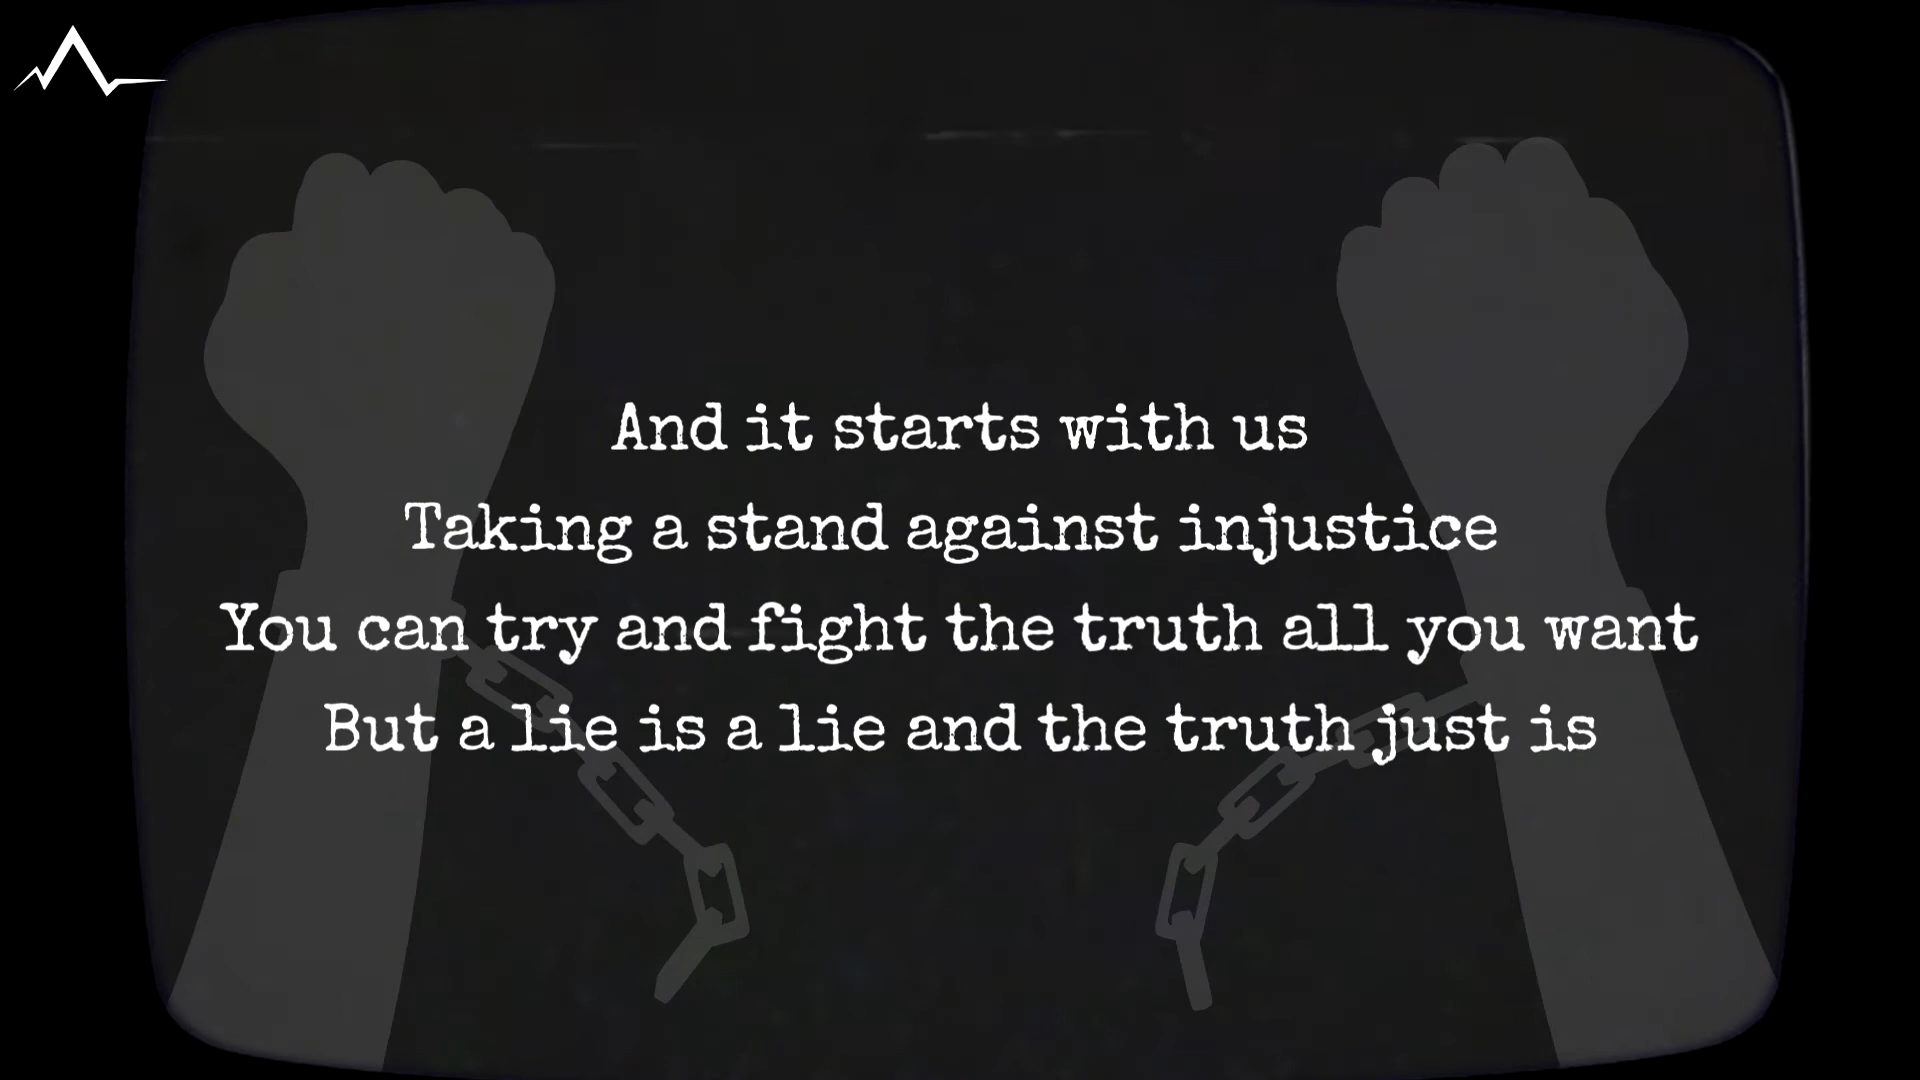 And it starts with us
Taking a stand against injustice
You can try and fight the truth all you want
But a lie is a lie and the truth just is